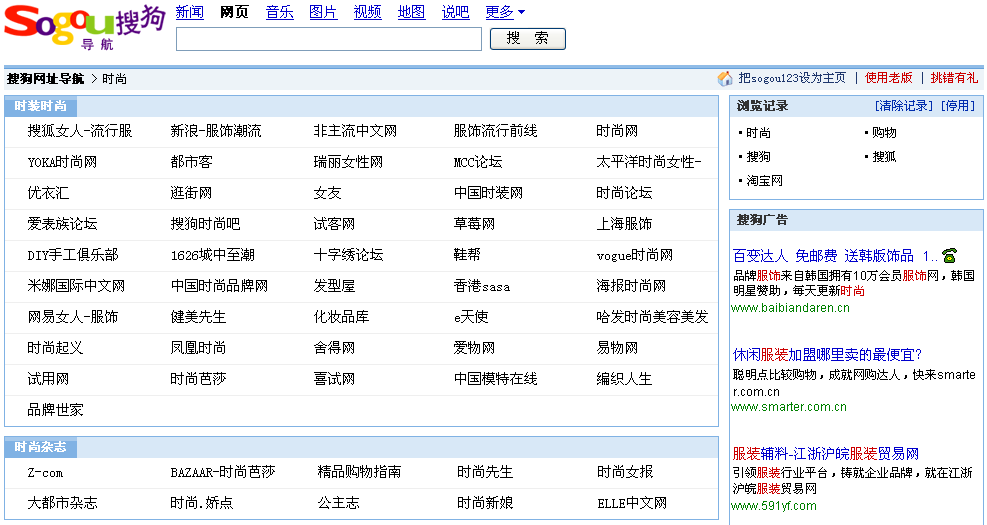 Sogou搜狗 导航
新闻 网页 音乐 图片 视频 地图 说吧 更多
搜 索
搜狗网址导航 > 时尚
把sogou123设为主页 | 使用老版 | 挑错有礼
时装时尚
搜狐女人-流行服 新浪-服饰潮流 非主流中文网 服饰流行前线 时尚网
YOKA时尚网 都市客 瑞丽女性网 MCC论坛 太平洋时尚女性-
优衣汇 逛街网 女友 中国时装网 时尚论坛
爱表族论坛 搜狗时尚吧 试客网 草莓网 上海服饰
DIY手工俱乐部 1626城中至潮 十字绣论坛 鞋帮 vogue时尚网
米娜国际中文网 中国时尚品牌网 发型屋 香港sasa 海报时尚网
网易女人-服饰 健美先生 化妆品库 e天使 哈发时尚美容美发
时尚起义 凤凰时尚 舍得网 爱物网 易物网
试用网 时尚芭莎 喜试网 中国模特在线 编织人生
品牌世家
时尚杂志
Z-com BAZAAR-时尚芭莎 精品购物指南 时尚先生 时尚女报
大都市杂志 时尚.娇点 公主志 时尚新娘 ELLE中文网
浏览记录 [清除记录] [停用]
·时尚 ·购物
·搜狗 ·搜狐
·淘宝网
搜狗广告
百变达人 免邮费 送韩版饰品 1..
品牌服饰来自韩国拥有10万会员服饰网，韩国
明星赞助，每天更新时尚
www.baibiandaren.cn
休闲服装加盟哪里卖的最便宜?
聪明点比较购物，成就网购达人，快来smarte
r.com.cn
www.smarter.com.cn
服装辅料-江浙沪皖服装贸易网
引领服装行业平台，铸就企业品牌，就在江浙
沪皖服装贸易网
www.591yf.com